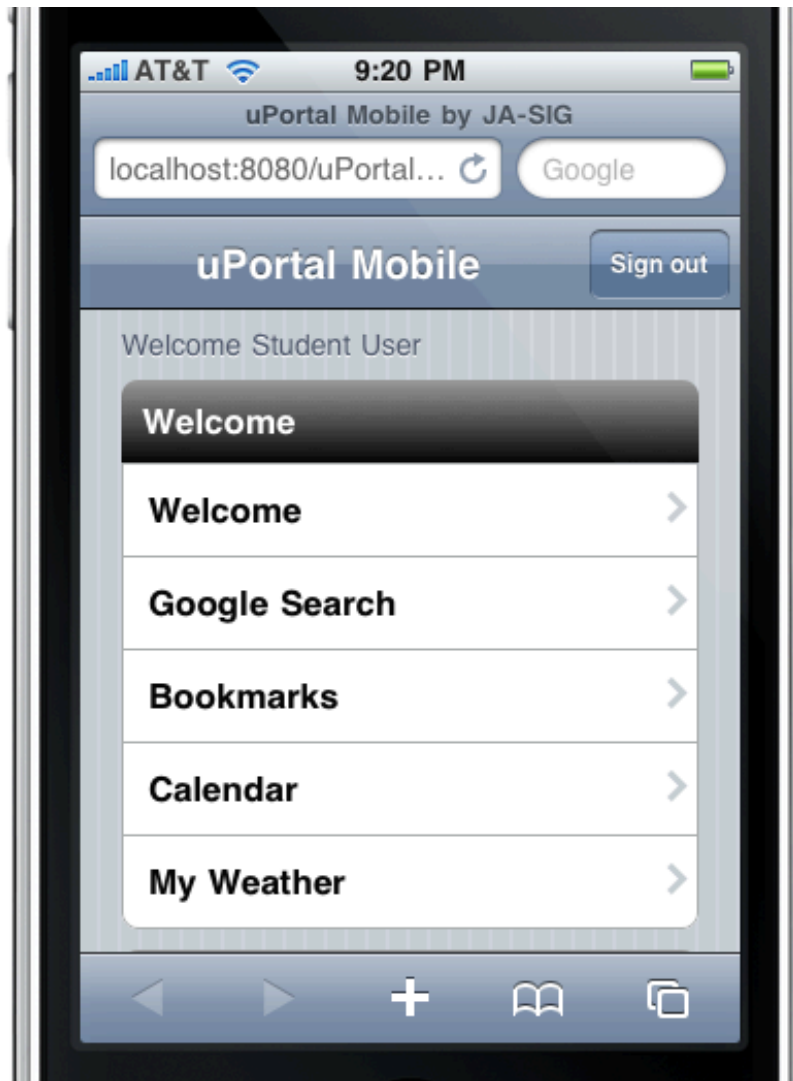 AT&T 9:20 PM
uPortal Mobile by JA-SIG
localhost:8080/uPortal... Google
uPortal Mobile Sign out
Welcome Student User
Welcome
Welcome
Google Search
Bookmarks
Calendar
My Weather